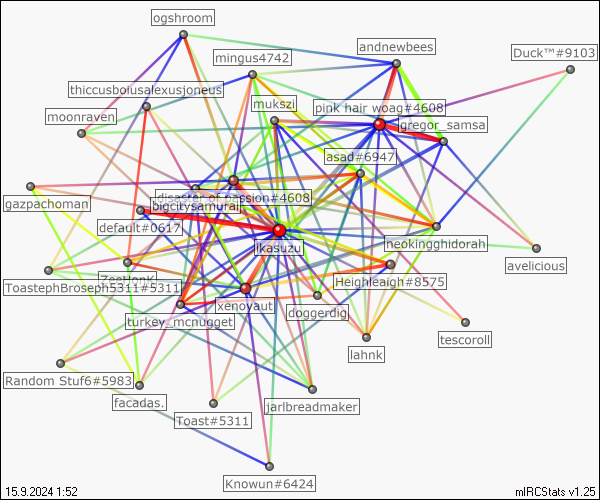 ogshroom
andnewbees
Duck™#9103
mingus4742
thiccusboiusalexusjoneus
mukszi
pink hair woag#4608
moonraven
gregor_samsa
asad#6947
disaster of passion#4608
gazpachoman
bigcitysamurai
default#0617
ikasuzu
neokingghidorah
avelicious
ToastephBroseph5311#5311
Heighleaigh#8575
xenovaut
doggerdig
turkey_mcnugget
tescoroll
lahnk
Random Stuf6#5983
facadas.
jarlbreadmaker
Toast#5311
Knowun#6424
15.9.2024 1:52
mIRCStats v1.25